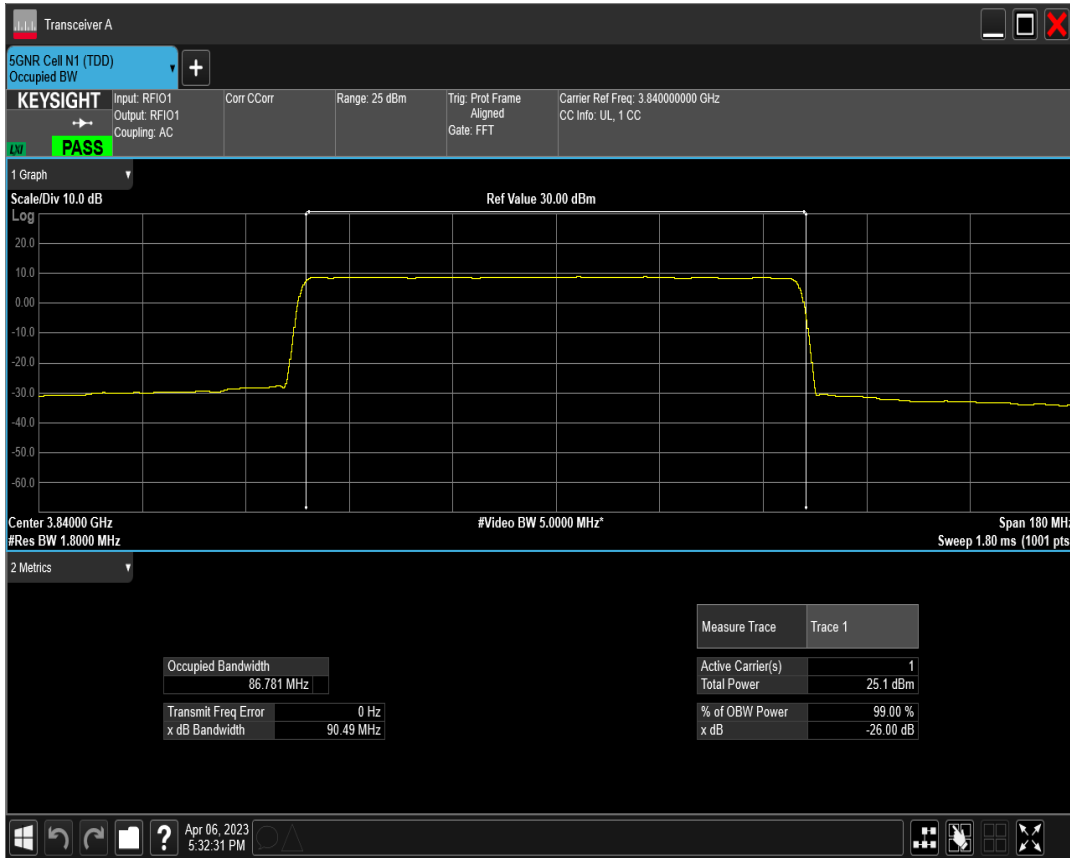 Transceiver A
5GNR Cell N1 (TDD)
Occupied BW
+
KEYSIGHT
LXI
PASS
Input: RFIO1
Output: RFIO1
Coupling: AC
Corr CCorr
Range: 25 dBm
Trig: Prot Frame
Aligned
Gate: FFT
Carrier Ref Freq: 3.840000000 GHz
CC Info: UL, 1 CC
1 Graph
Scale/Div 10.0 dB
Ref Value 30.00 dBm
Log
20.0
10.0
0.00
-10.0
-20.0
-30.0
-40.0
-50.0
-60.0
Center 3.84000 GHz
#Video BW 5.0000 MHz*
Span 180 MHz
#Res BW 1.8000 MHz
Sweep 1.80 ms (1001 pts
2 Metrics
Measure Trace Trace 1
Occupied Bandwidth
86.781 MHz
Active Carrier(s) 1
Total Power 25.1 dBm
Transmit Freq Error 0 Hz
x dB Bandwidth 90.49 MHz
% of OBW Power 99.00 %
x dB -26.00 dB
?
Apr 06, 2023
5:32:31 PM